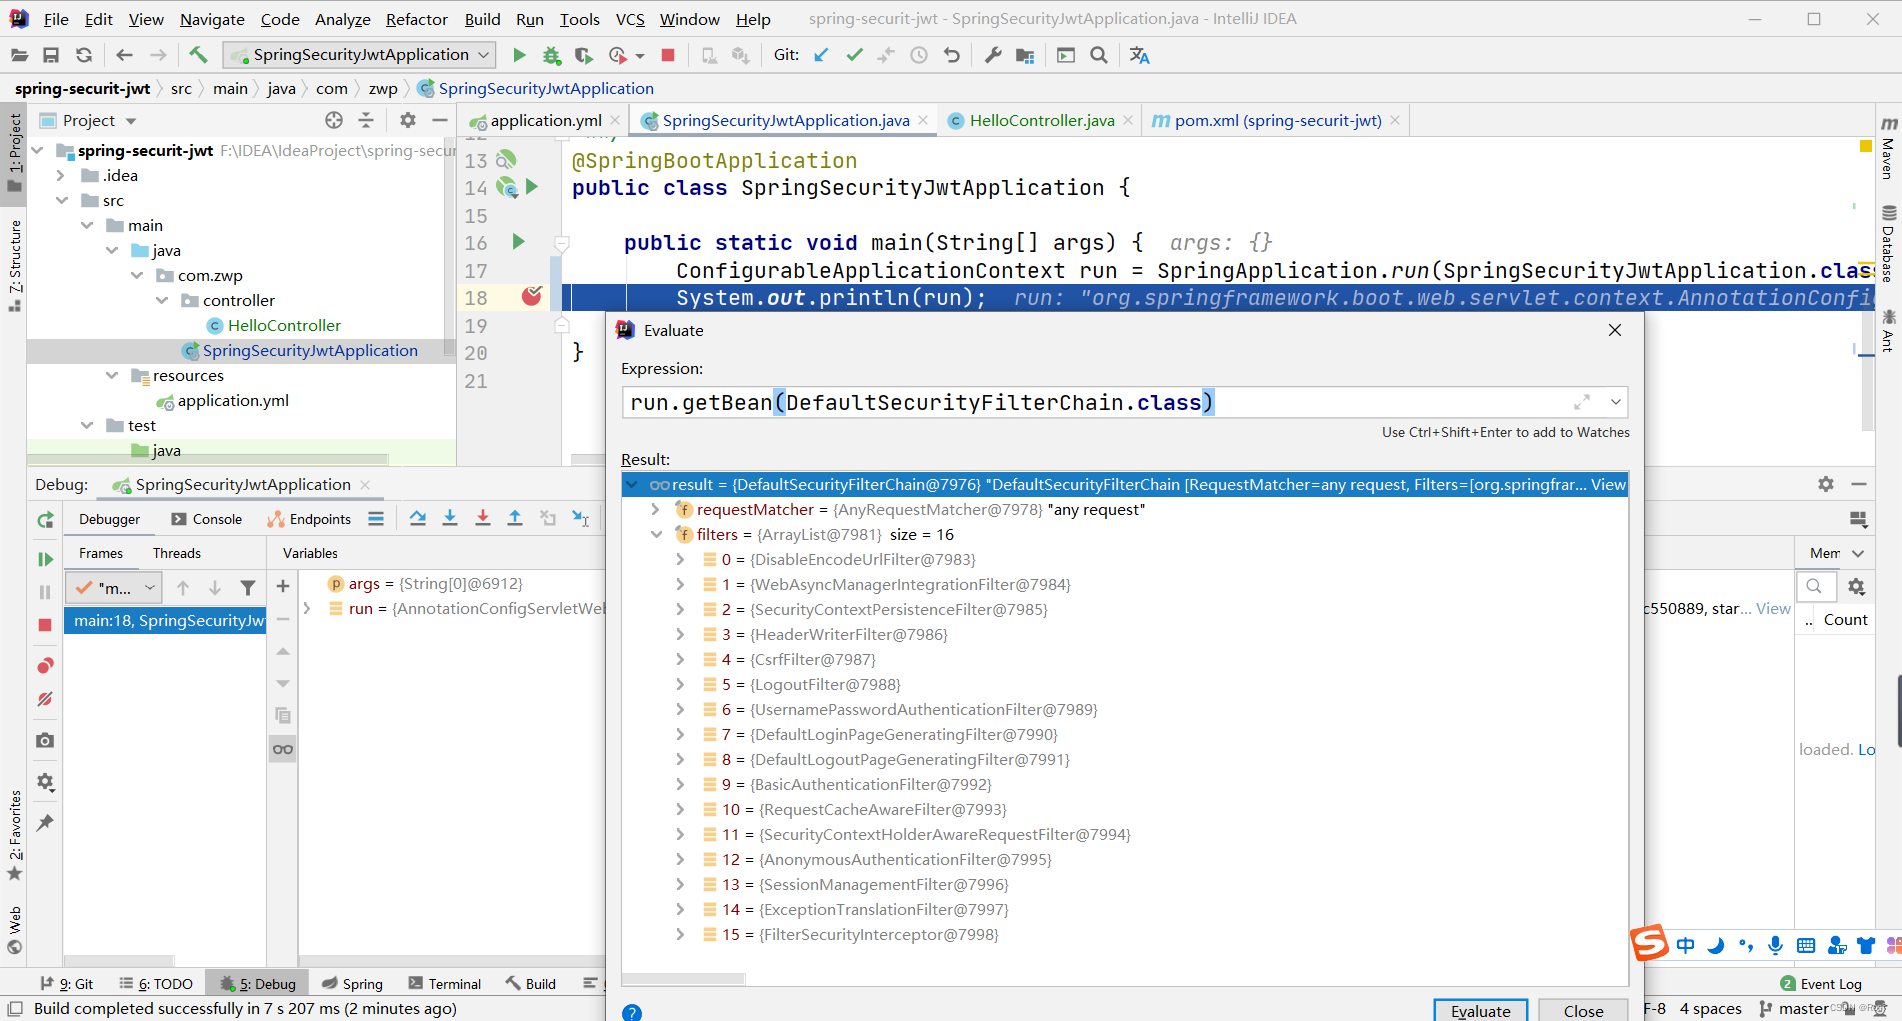 File Edit View Navigate Code Analyze Refactor Build Run Tools VCS Window Help spring-securit-jwt - SpringSecurityJwtApplication.java - IntelliJ IDEA
SpringSecurityJwtApplication Git:
spring-securit-jwt src main java com zwp SpringSecurityJwtApplication
1: Project
Z: Structure
2: Favorites
Web
Project
spring-securit-jwt F:\IDEA\IdeaProject\spring-secur
.idea
src
main
java
com.zwp
controller
HelloController
SpringSecurityJwtApplication
resources
application.yml
test
java
application.yml SpringSecurityJwtApplication.java HelloController.java pom.xml (spring-securit-jwt)
13 @SpringBootApplication
14 public class SpringSecurityJwtApplication {
15
16 public static void main(String[] args) { args: {}
17 ConfigurableApplicationContext run = SpringApplication.run(SpringSecurityJwtApplication.clas
18 System.out.println(run); run: "org.springframework.boot.web.servlet.context.AnnotationConfi
19
20 }
21
Maven
Database
Ant
Evaluate
Expression:
run.getBean(DefaultSecurityFilterChain.class)
Use Ctrl+Shift+Enter to add to Watches
Result:
result = {DefaultSecurityFilterChain@7976} "DefaultSecurityFilterChain [RequestMatcher=any request, Filters=[org.springfrar... View
requestMatcher = {AnyRequestMatcher@7978} "any request"
filters = {ArrayList@7981} size = 16
0 = {DisableEncodeUrlFilter@7983}
1 = {WebAsyncManagerIntegrationFilter@7984}
2 = {SecurityContextPersistenceFilter@7985}
3 = {HeaderWriterFilter@7986}
4 = {CsrfFilter@7987}
5 = {LogoutFilter@7988}
6 = {UsernamePasswordAuthenticationFilter@7989}
7 = {DefaultLoginPageGeneratingFilter@7990}
8 = {DefaultLogoutPageGeneratingFilter@7991}
9 = {BasicAuthenticationFilter@7992}
10 = {RequestCacheAwareFilter@7993}
11 = {SecurityContextHolderAwareRequestFilter@7994}
12 = {AnonymousAuthenticationFilter@7995}
13 = {SessionManagementFilter@7996}
14 = {ExceptionTranslationFilter@7997}
15 = {FilterSecurityInterceptor@7998}
Evaluate Close
Debug: SpringSecurityJwtApplication
Debugger Console Endpoints
Frames Threads Variables
"m...
main:18, SpringSecurityJw
args = {String[0]@6912}
run = {AnnotationConfigServletWeb
Mem
c550889, star... View
.. Count
loaded. Lo
中
9: Git 6: TODO 5: Debug Spring Terminal Build 2 Event Log
Build completed successfully in 7 s 207 ms (2 minutes ago) F-8 4 spaces master